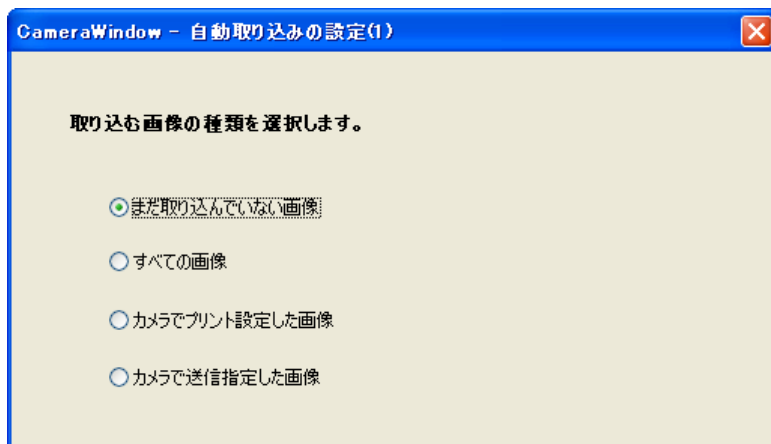 CameraWindow - 自動取り込みの設定(1)
取り込む画像の種類を選択します。
まだ取り込んでいない画像
すべての画像
カメラでプリント設定した画像
カメラで送信指定した画像